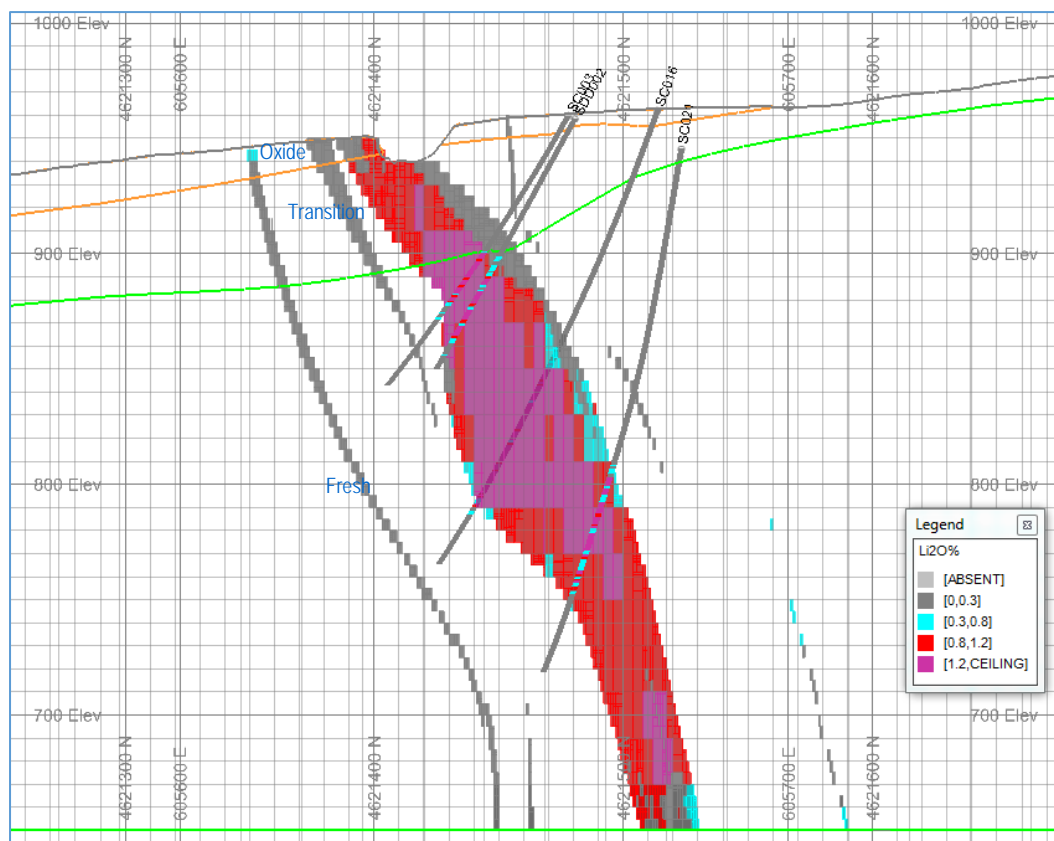 1000 Elev
1000 Elev
4621300 N
605600 E
4621400 N
4621500 N
605700 E
4621600 N
SDD002
SC016
SC021
Oxide
Transition
900 Elev
900 Elev
Fresh
800 Elev
800 Elev
700 Elev
700 Elev
4621300 N
605600 E
4621400 N
4621500 N
605700 E
4621600 N
Legend
Li2O%
[ABSENT]
[0,0.3]
[0.3,0.8]
[0.8,1.2]
[1.2,CEILING]